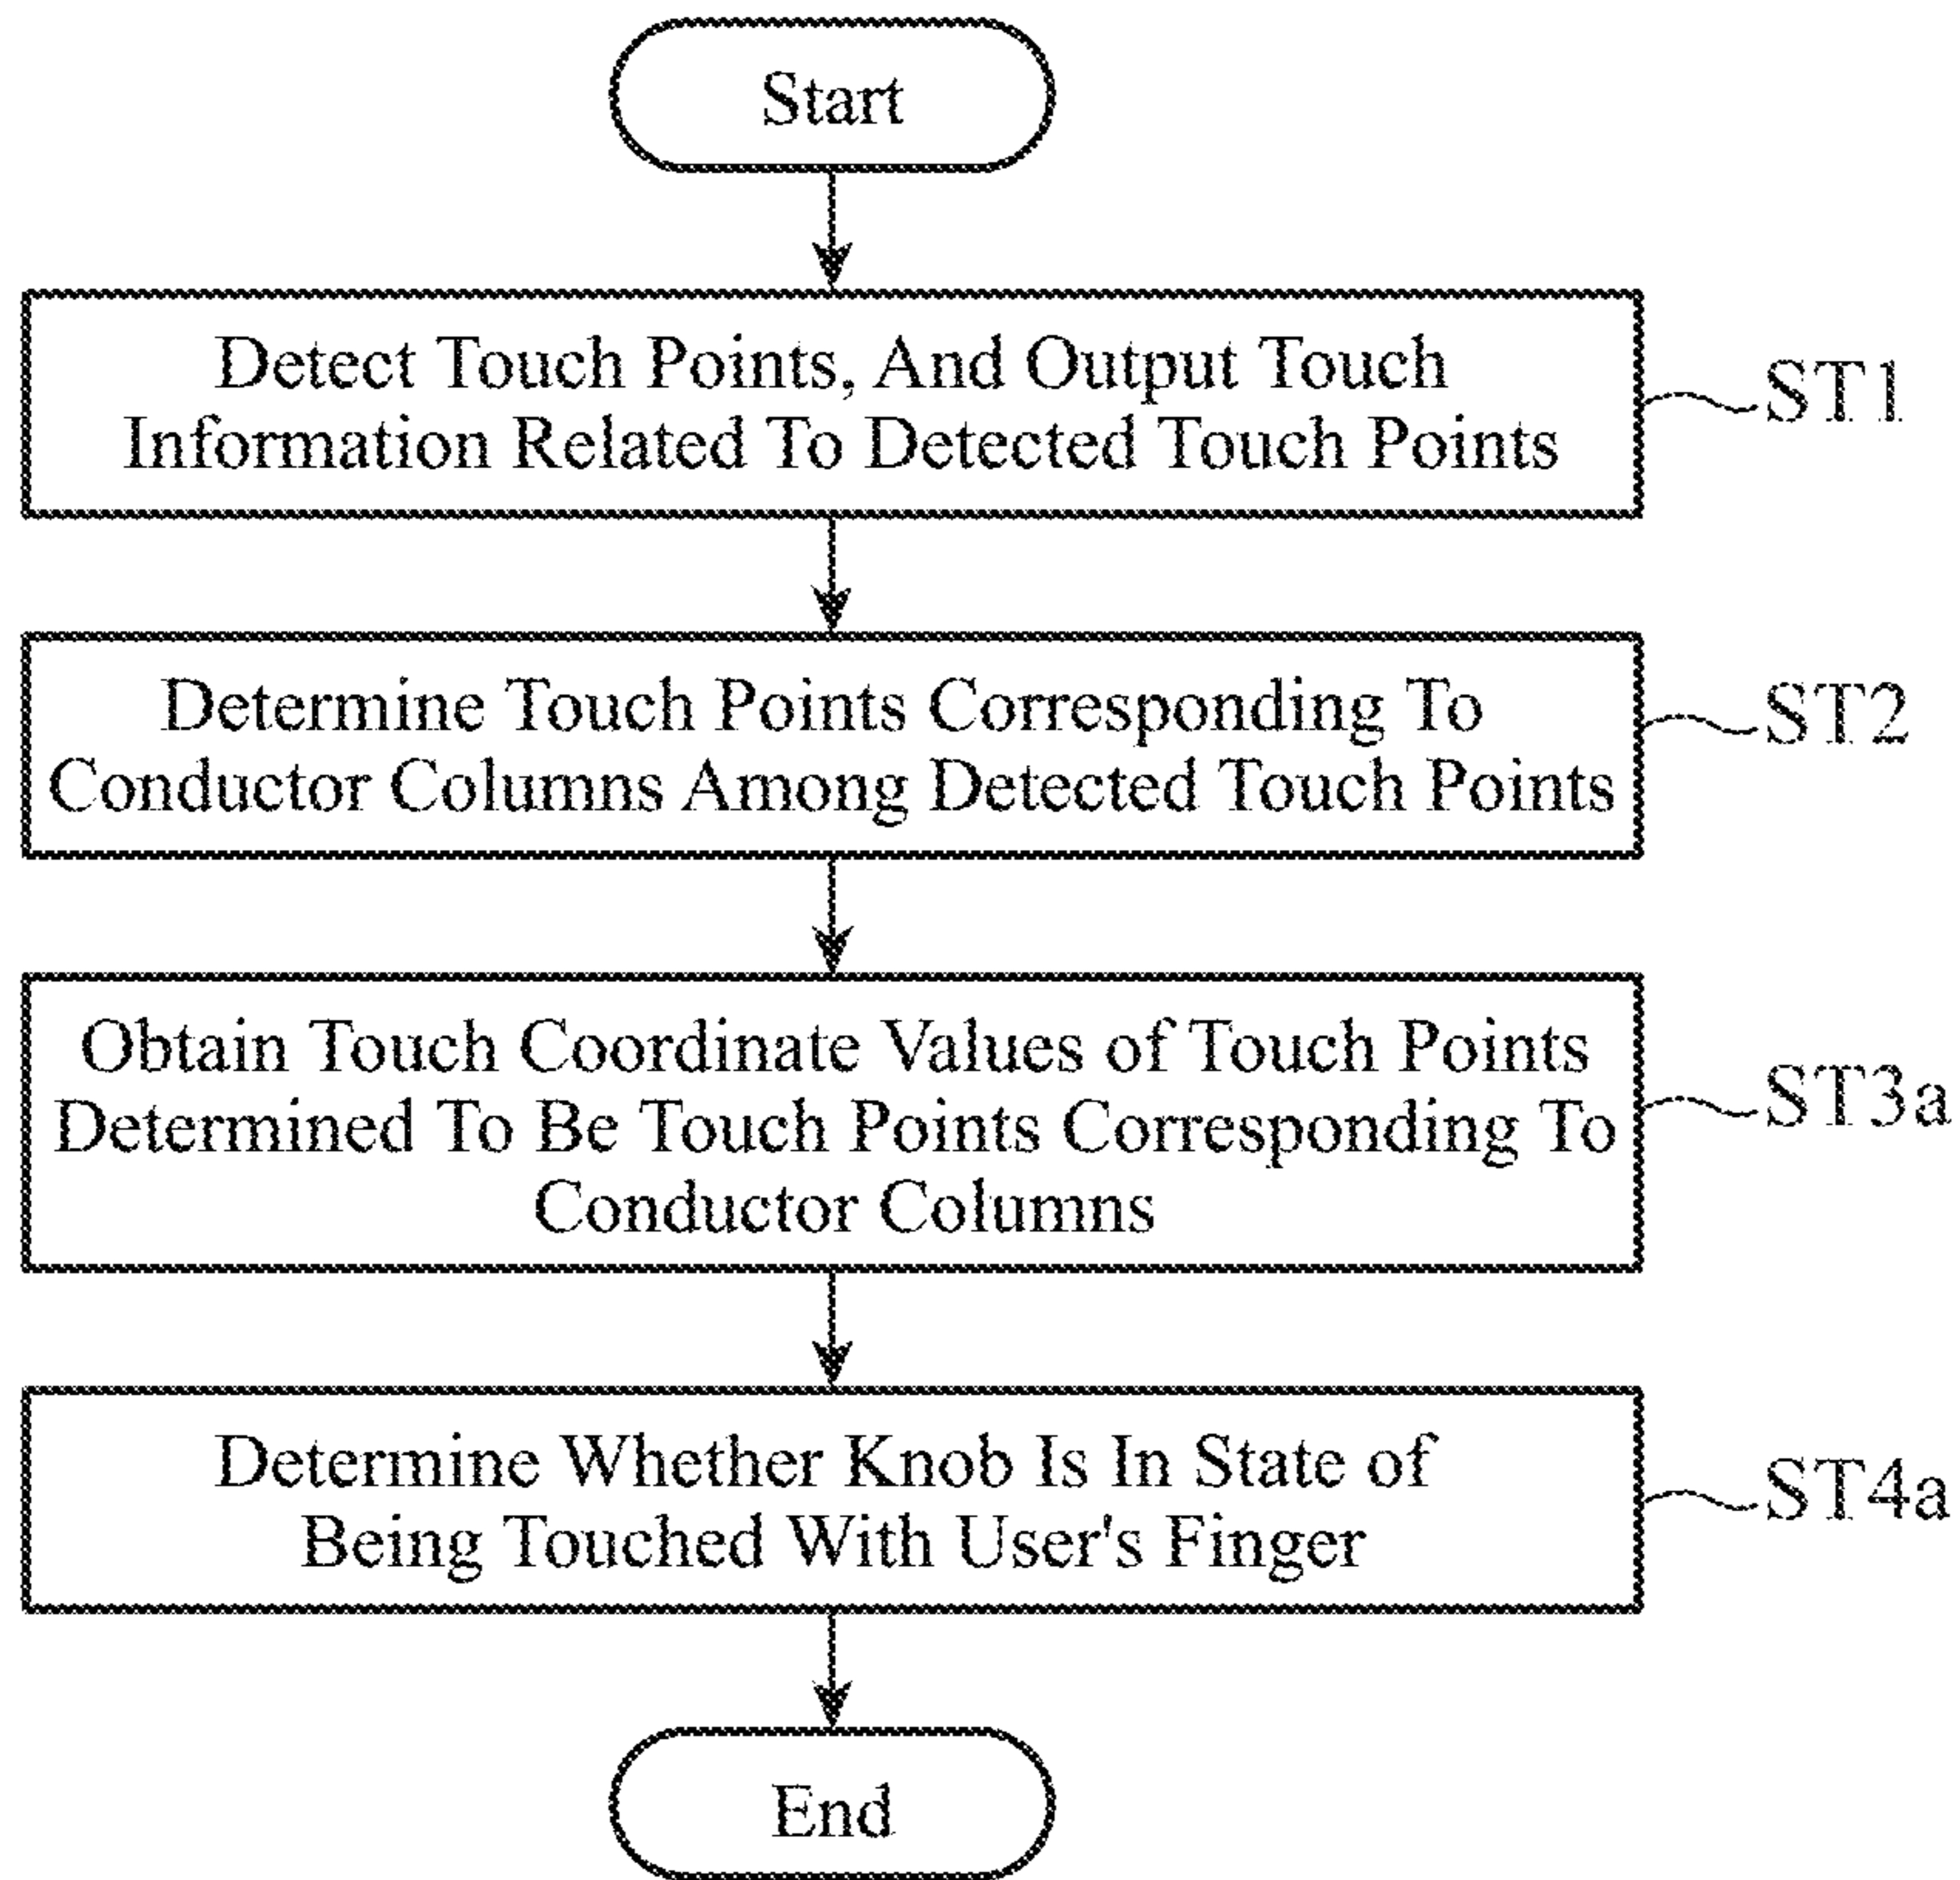 Start
Detect Touch Points, And Output Touch
Information Related To Detected Touch Points
ST1
Determine Touch Points Corresponding To
Conductor Columns Among Detected Touch Points
ST2
Obtain Touch Coordinate Values of Touch Points
Determined To Be Touch Points Corresponding To
Conductor Columns
ST3a
Determine Whether Knob Is In State of
Being Touched With User's Finger
ST4a
End